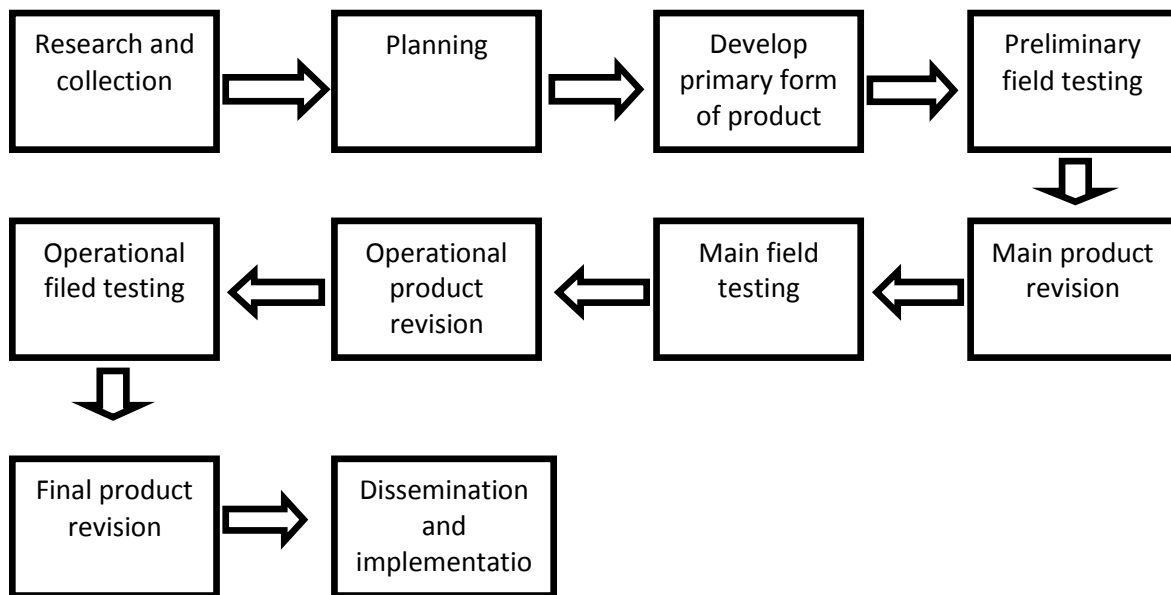 Research and
collection
Planning
Develop
primary form
of product
Preliminary
field testing
Main product
revision
Main field
testing
Operational
product
revision
Operational
filed testing
Final product
revision
Dissemination
and
implementatio